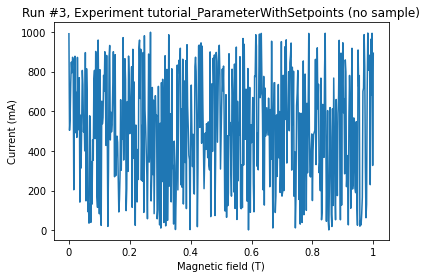 Run #3, Experiment tutorial_ParameterWithSetpoints (no sample)
1000
800
600
400
200
0
Current (mA)
0 0.2 0.4 0.6 0.8 1
Magnetic field (T)